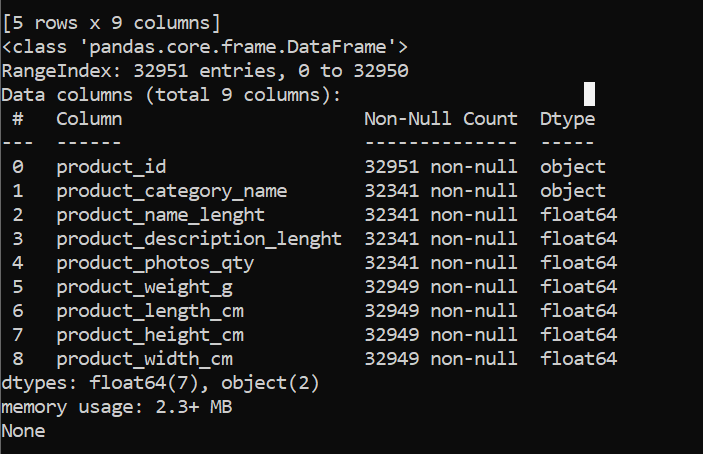 [5 rows x 9 columns]
<class 'pandas.core.frame.DataFrame'>
RangeIndex: 32951 entries, 0 to 32950
Data columns (total 9 columns):
 #   Column                      Non-Null Count  Dtype
---  ------                      --------------  -----
 0   product_id                  32951 non-null  object
 1   product_category_name       32341 non-null  object
 2   product_name_lenght         32341 non-null  float64
 3   product_description_lenght  32341 non-null  float64
 4   product_photos_qty          32341 non-null  float64
 5   product_weight_g            32949 non-null  float64
 6   product_length_cm           32949 non-null  float64
 7   product_height_cm           32949 non-null  float64
 8   product_width_cm            32949 non-null  float64
dtypes: float64(7), object(2)
memory usage: 2.3+ MB
None